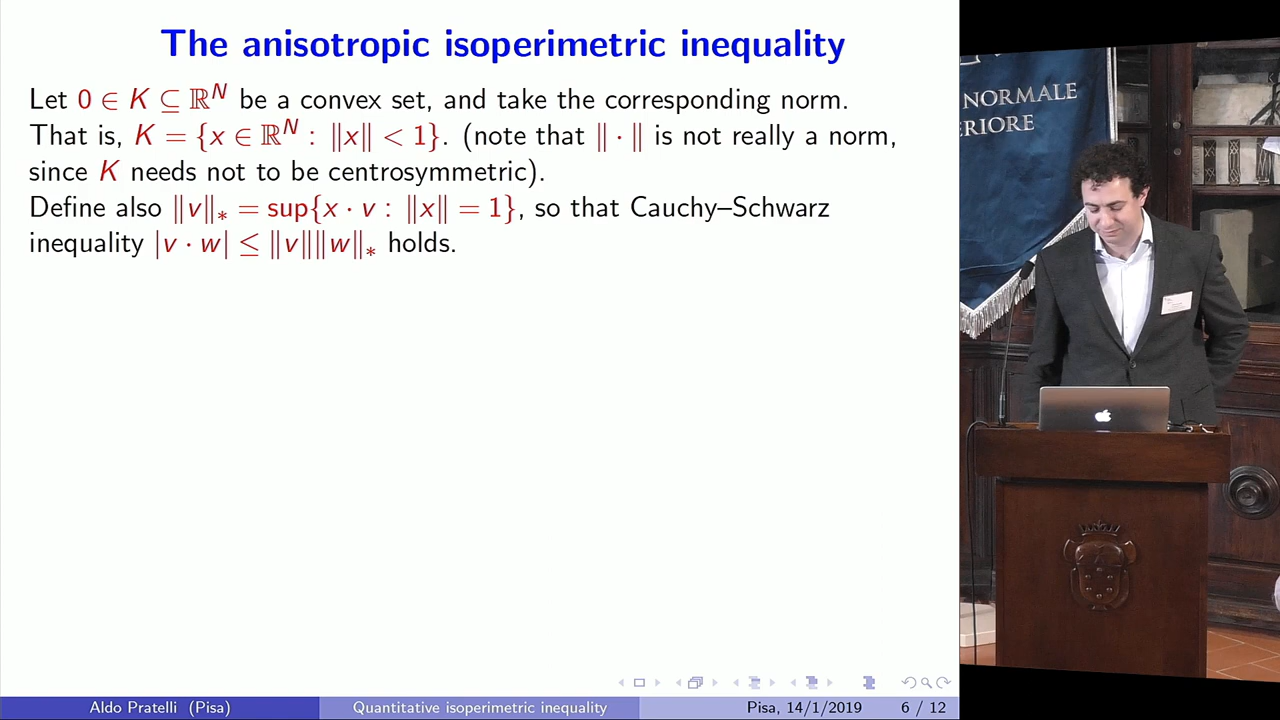 The anisotropic isoperimetric inequality
Let 0 ∈ K ⊆ ℝᴺ be a convex set, and take the corresponding norm.
That is, K = {x ∈ ℝᴺ : ‖x‖ < 1}. (note that ‖ · ‖ is not really a norm,
since K needs not to be centrosymmetric).
Define also ‖v‖∗ = sup{x · v : ‖x‖ = 1}, so that Cauchy–Schwarz
inequality |v · w| ≤ ‖v‖‖w‖∗ holds.
NORMALE
ERIORE
Aldo Pratelli (Pisa) Quantitative isoperimetric inequality Pisa, 14/1/2019 6 / 12